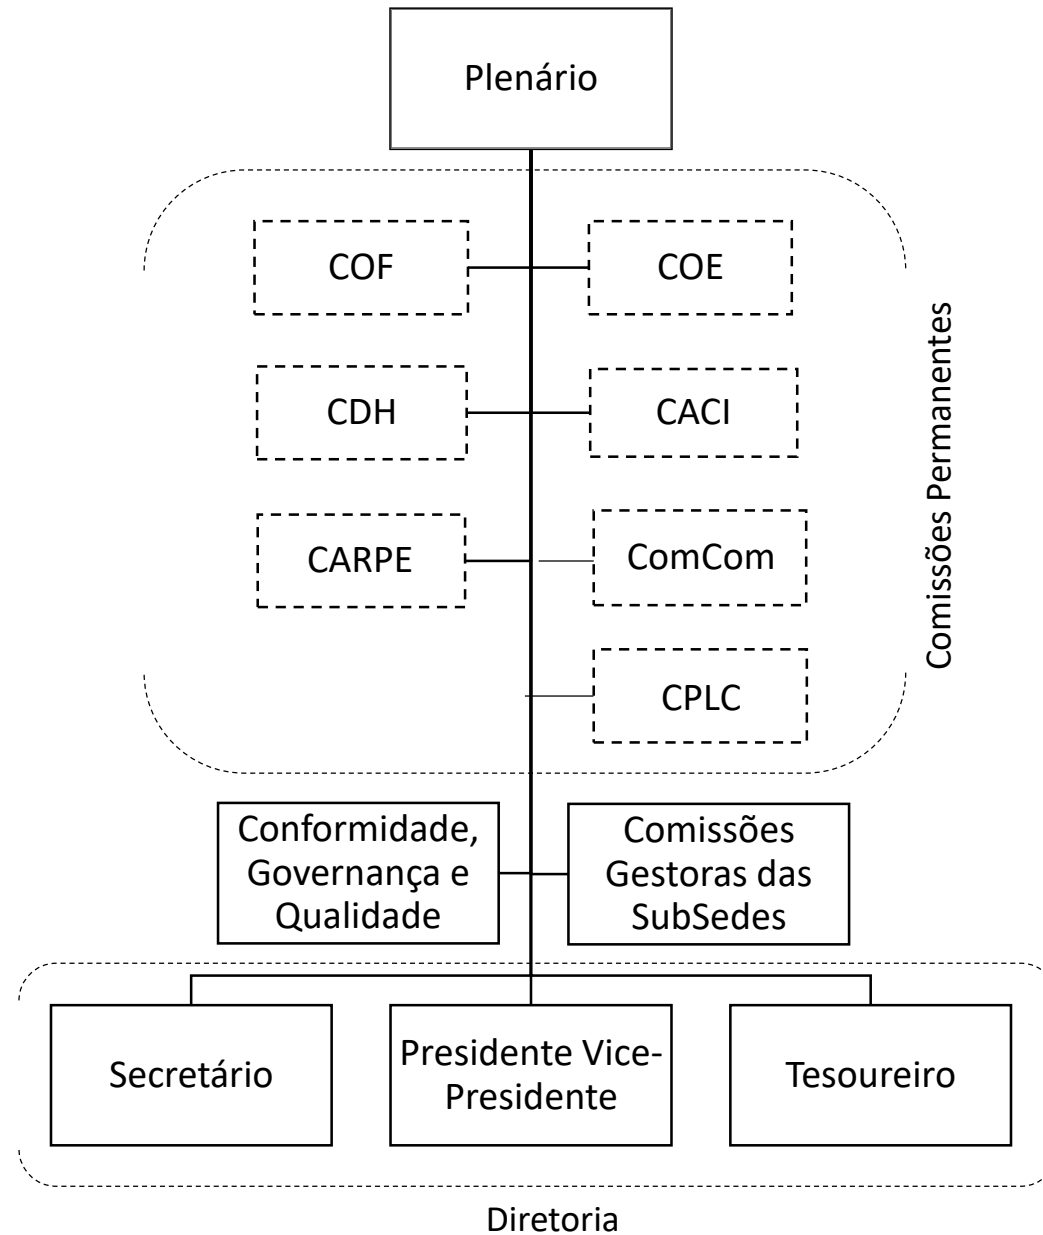 Plenário
COF
COE
CDH
CACI
CARPE
ComCom
CPLC
Comissões Permanentes
Conformidade,
Governança e
Qualidade
Comissões
Gestoras das
SubSedes
Secretário
Presidente Vice-
Presidente
Tesoureiro
Diretoria